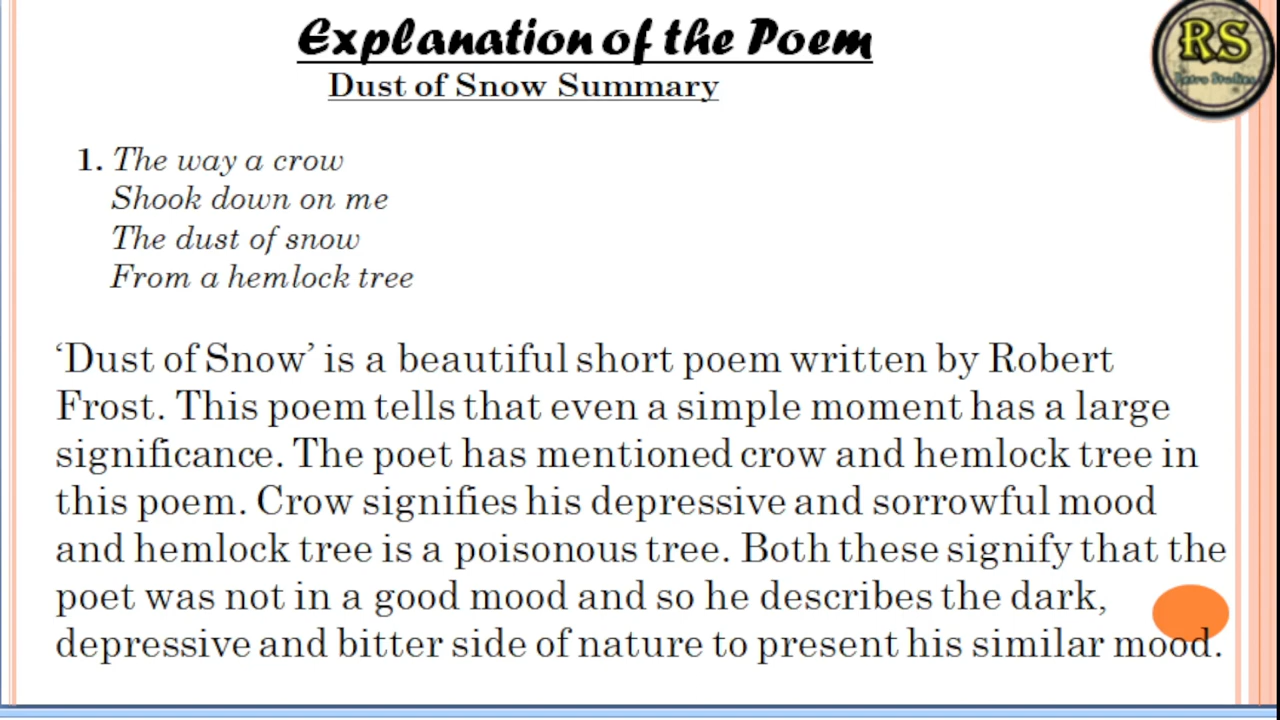 Explanation of the Poem
Dust of Snow Summary
RS
Retro Studies
1. The way a crow
Shook down on me
The dust of snow
From a hemlock tree
‘Dust of Snow’ is a beautiful short poem written by Robert
Frost. This poem tells that even a simple moment has a large
significance. The poet has mentioned crow and hemlock tree in
this poem. Crow signifies his depressive and sorrowful mood
and hemlock tree is a poisonous tree. Both these signify that the
poet was not in a good mood and so he describes the dark,
depressive and bitter side of nature to present his similar mood.